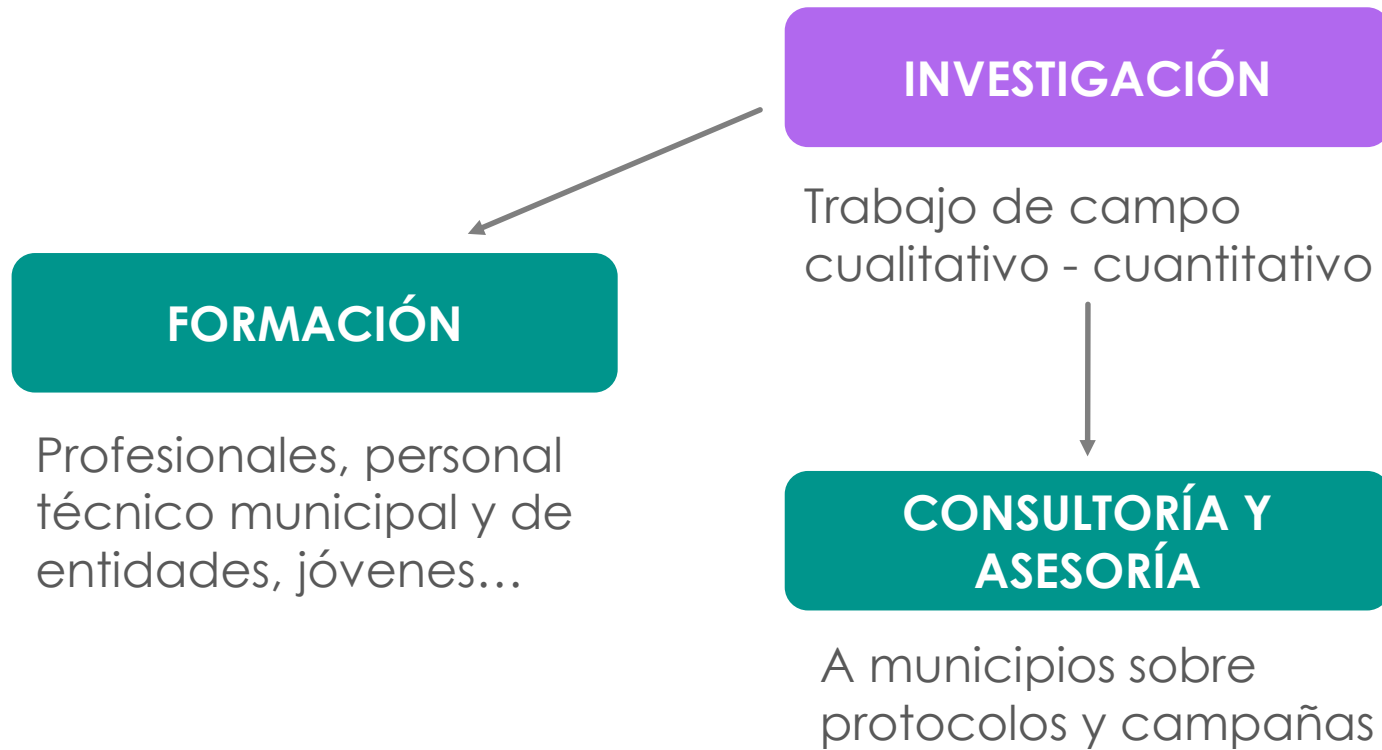 INVESTIGACIÓN
Trabajo de campo
cualitativo - cuantitativo
FORMACIÓN
Profesionales, personal
técnico municipal y de
entidades, jóvenes…
CONSULTORÍA Y
ASESORÍA
A municipios sobre
protocolos y campañas